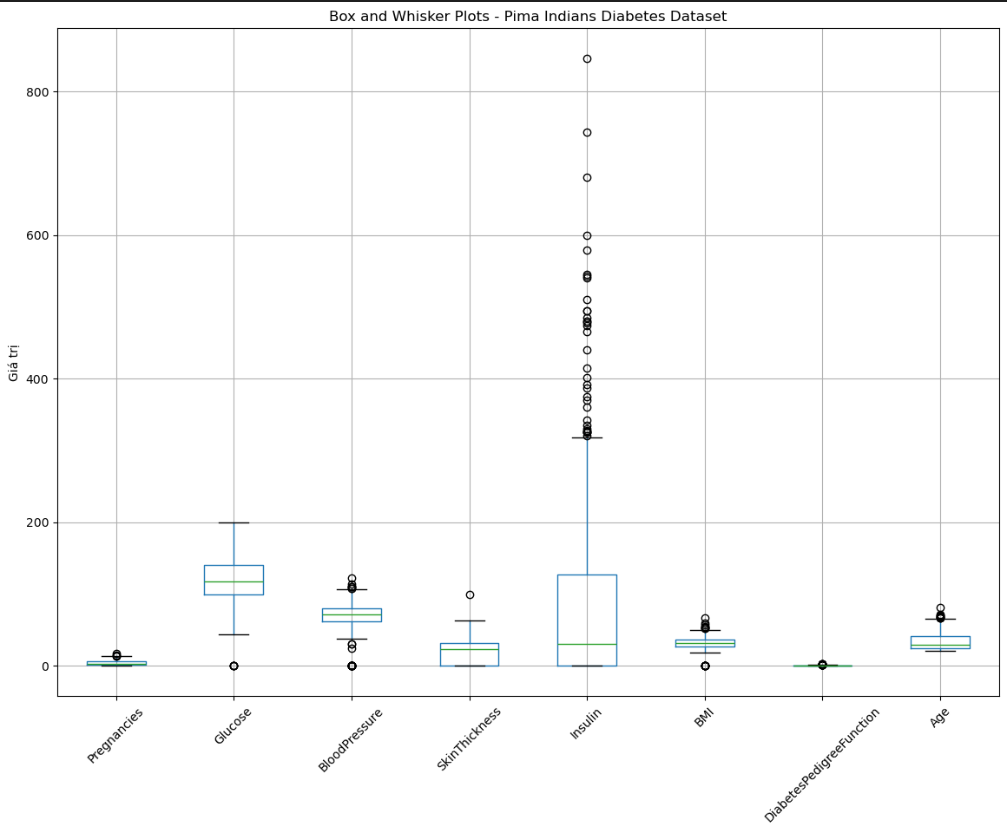 Box and Whisker Plots - Pima Indians Diabetes Dataset
Giá trị
800
600
400
200
0
Pregnancies
Glucose
BloodPressure
SkinThickness
Insulin
BMI
DiabetesPedigreeFunction
Age